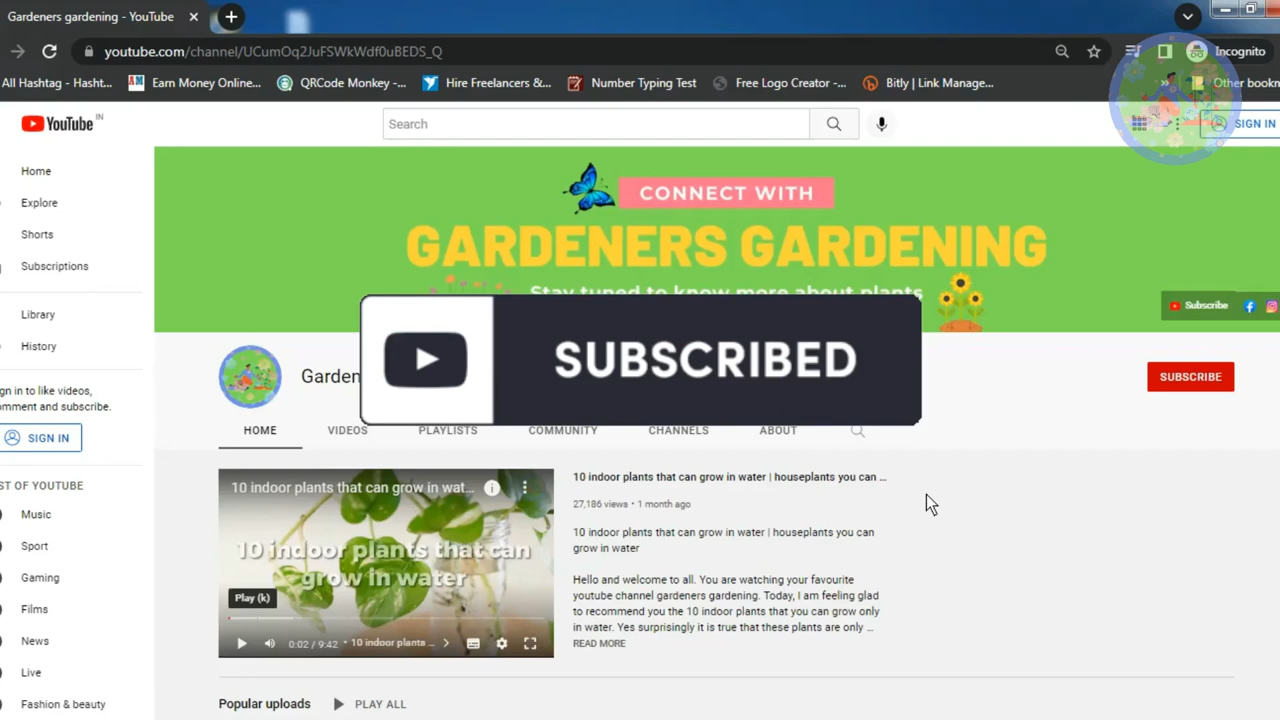 Gardeners gardening - YouTube
youtube.com/channel/UCumOq2JuFSWkWdf0uBEDS_Q
Incognito
All Hashtag - Hasht...
Earn Money Online...
QRCode Monkey -...
Hire Freelancers &...
Number Typing Test
Free Logo Creator -...
Bitly | Link Manage...
»
Other bookm
YouTube IN
Search
SIGN IN
Home
Explore
Shorts
Subscriptions
Library
History
gn in to like videos,
omment and subscribe.
SIGN IN
ST OF YOUTUBE
Music
Sport
Gaming
Films
News
Live
Fashion & beauty
CONNECT WITH
GARDENERS GARDENING
Stay tuned to know more about plants
Subscribe
Garden
SUBSCRIBED
SUBSCRIBE
HOME
VIDEOS
PLAYLISTS
COMMUNITY
CHANNELS
ABOUT
10 indoor plants that can grow in wat...
10 indoor plants that can
grow in water
Play (k)
0:02 / 9:42 • 10 indoor plants ...
10 indoor plants that can grow in water | houseplants you can ...
27,186 views • 1 month ago
10 indoor plants that can grow in water | houseplants you can
grow in water
Hello and welcome to all. You are watching your favourite
youtube channel gardeners gardening. Today, I am feeling glad
to recommend you the 10 indoor plants that you can grow only
in water. Yes surprisingly it is true that these plants are only ...
READ MORE
Popular uploads
PLAY ALL